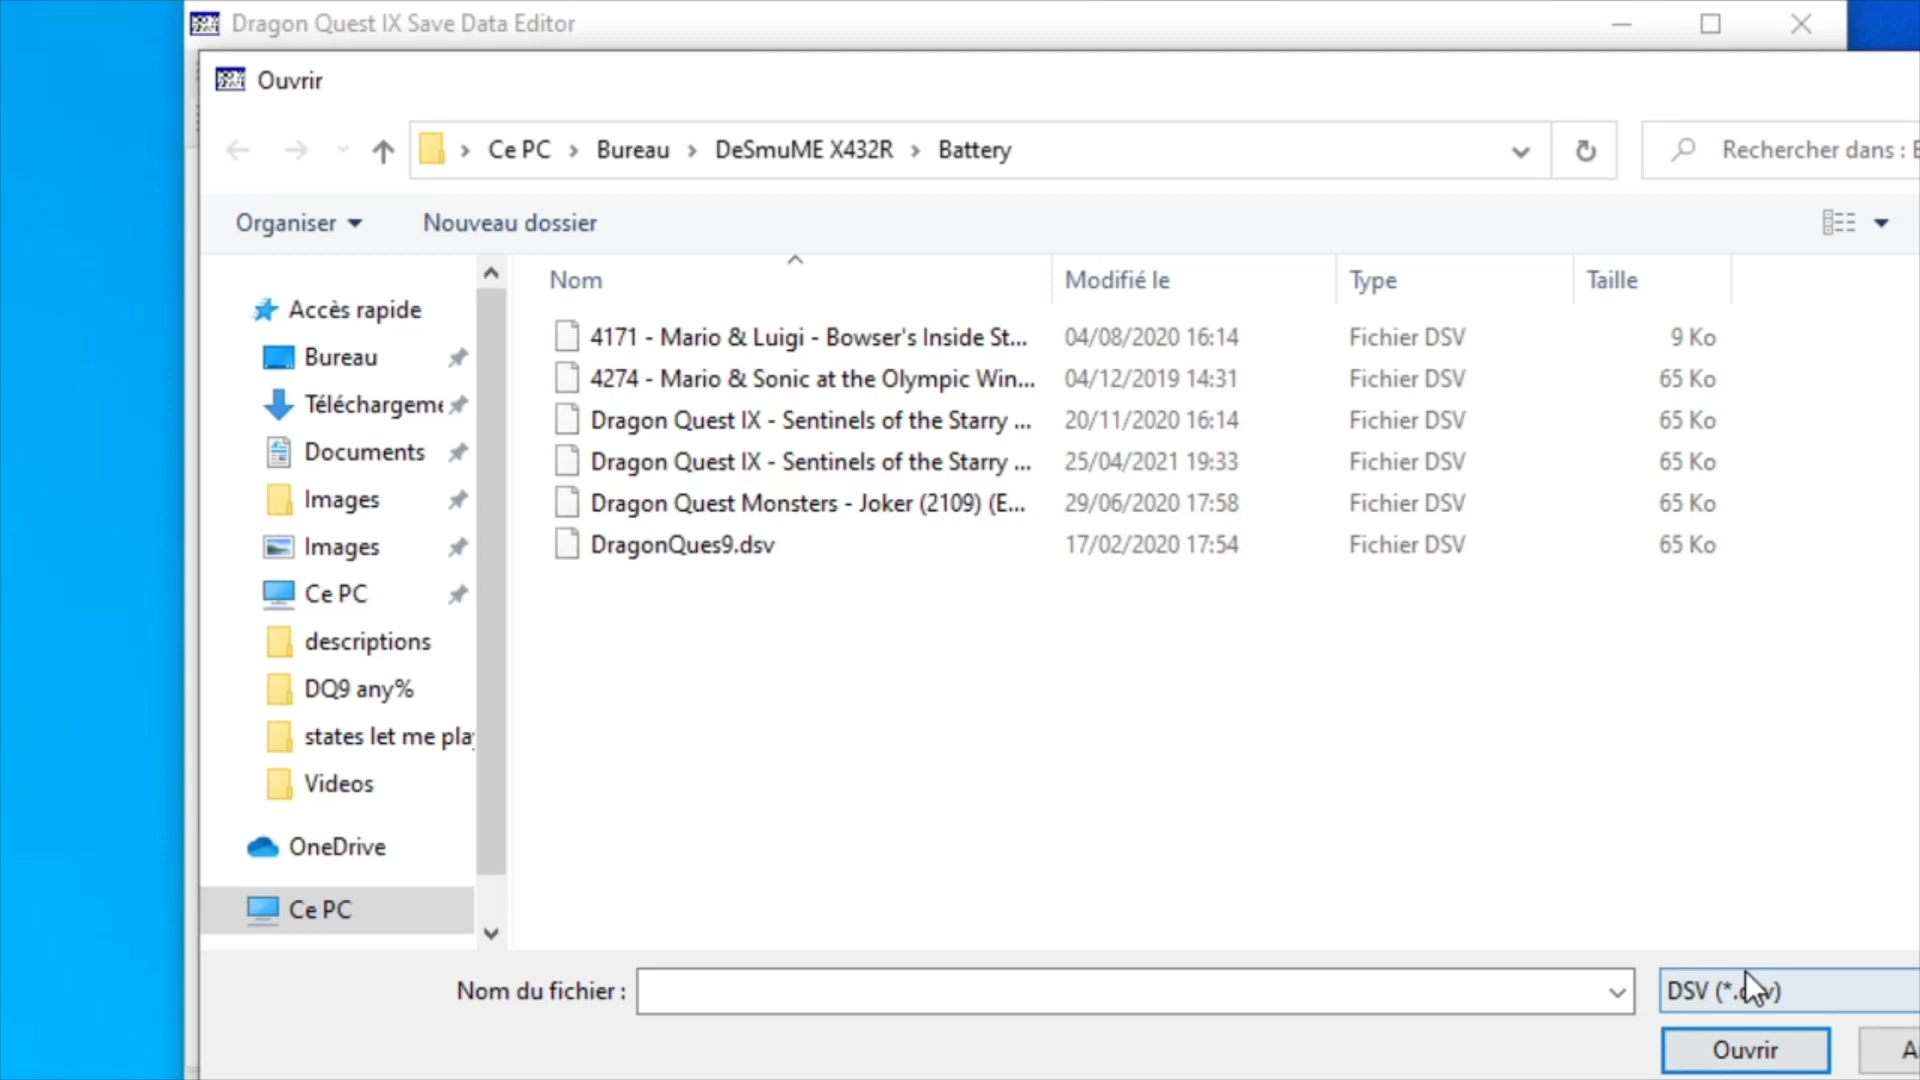 Dragon Quest IX Save Data Editor
Ouvrir
Ce PC > Bureau > DeSmuME X432R > Battery
Rechercher dans :
Organiser
Nouveau dossier
Nom
Modifié le
Type
Taille
Accès rapide
Bureau
Téléchargeme
Documents
Images
Images
Ce PC
descriptions
DQ9 any%
states let me pla
Videos
OneDrive
Ce PC
4171 - Mario & Luigi - Bowser's Inside St... 04/08/2020 16:14 Fichier DSV 9 Ko
4274 - Mario & Sonic at the Olympic Win... 04/12/2019 14:31 Fichier DSV 65 Ko
Dragon Quest IX - Sentinels of the Starry ... 20/11/2020 16:14 Fichier DSV 65 Ko
Dragon Quest IX - Sentinels of the Starry ... 25/04/2021 19:33 Fichier DSV 65 Ko
Dragon Quest Monsters - Joker (2109) (E... 29/06/2020 17:58 Fichier DSV 65 Ko
DragonQues9.dsv 17/02/2020 17:54 Fichier DSV 65 Ko
Nom du fichier :
DSV
Ouvrir